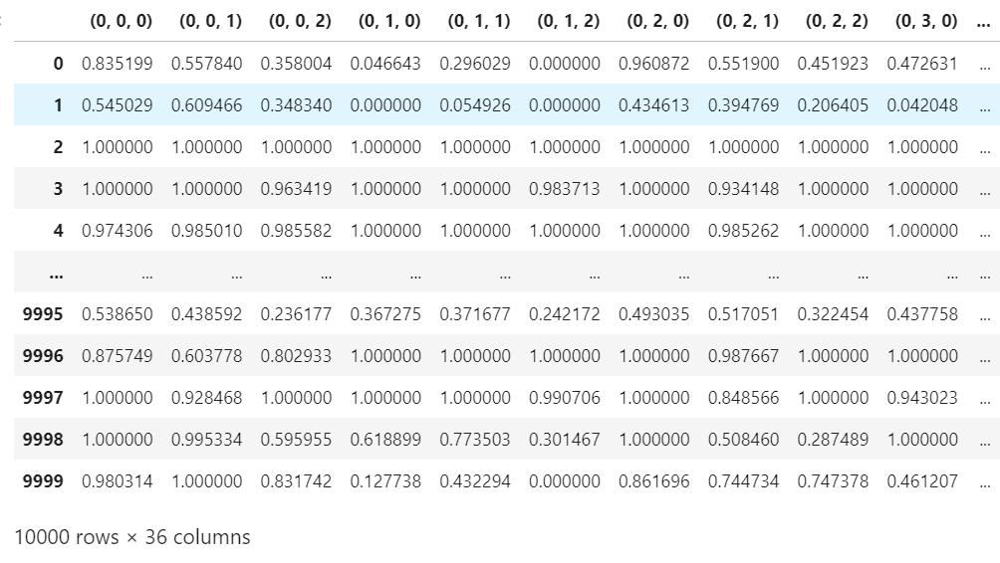 (0, 0, 0) (0, 0, 1) (0, 0, 2) (0, 1, 0) (0, 1, 1) (0, 1, 2) (0, 2, 0) (0, 2, 1) (0, 2, 2) (0, 3, 0) ...
0 0.835199 0.557840 0.358004 0.046643 0.296029 0.000000 0.960872 0.551900 0.451923 0.472631 ...
1 0.545029 0.609466 0.348340 0.000000 0.054926 0.000000 0.434613 0.394769 0.206405 0.042048 ...
2 1.000000 1.000000 1.000000 1.000000 1.000000 1.000000 1.000000 1.000000 1.000000 1.000000 ...
3 1.000000 1.000000 0.963419 1.000000 1.000000 0.983713 1.000000 0.934148 1.000000 1.000000 ...
4 0.974306 0.985010 0.985582 1.000000 1.000000 1.000000 1.000000 0.985262 1.000000 1.000000 ...
... ... ... ... ... ... ... ... ... ... ... ...
9995 0.538650 0.438592 0.236177 0.367275 0.371677 0.242172 0.493035 0.517051 0.322454 0.437758 ...
9996 0.875749 0.603778 0.802933 1.000000 1.000000 1.000000 1.000000 0.987667 1.000000 1.000000 ...
9997 1.000000 0.928468 1.000000 1.000000 1.000000 0.990706 1.000000 0.848566 1.000000 0.943023 ...
9998 1.000000 0.995334 0.595955 0.618899 0.773503 0.301467 1.000000 0.508460 0.287489 1.000000 ...
9999 0.980314 1.000000 0.831742 0.127738 0.432294 0.000000 0.861696 0.744734 0.747378 0.461207 ...
10000 rows × 36 columns